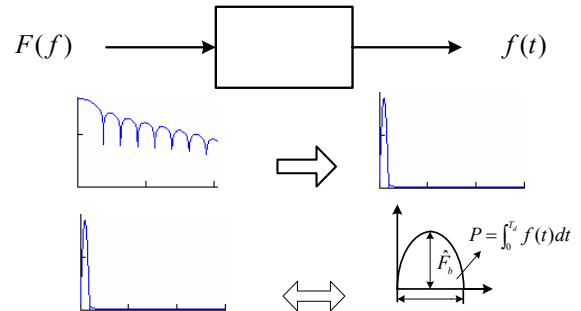 F(f) f(t)
P = ∫₀^{T_d} f(t)dt
F̂_b